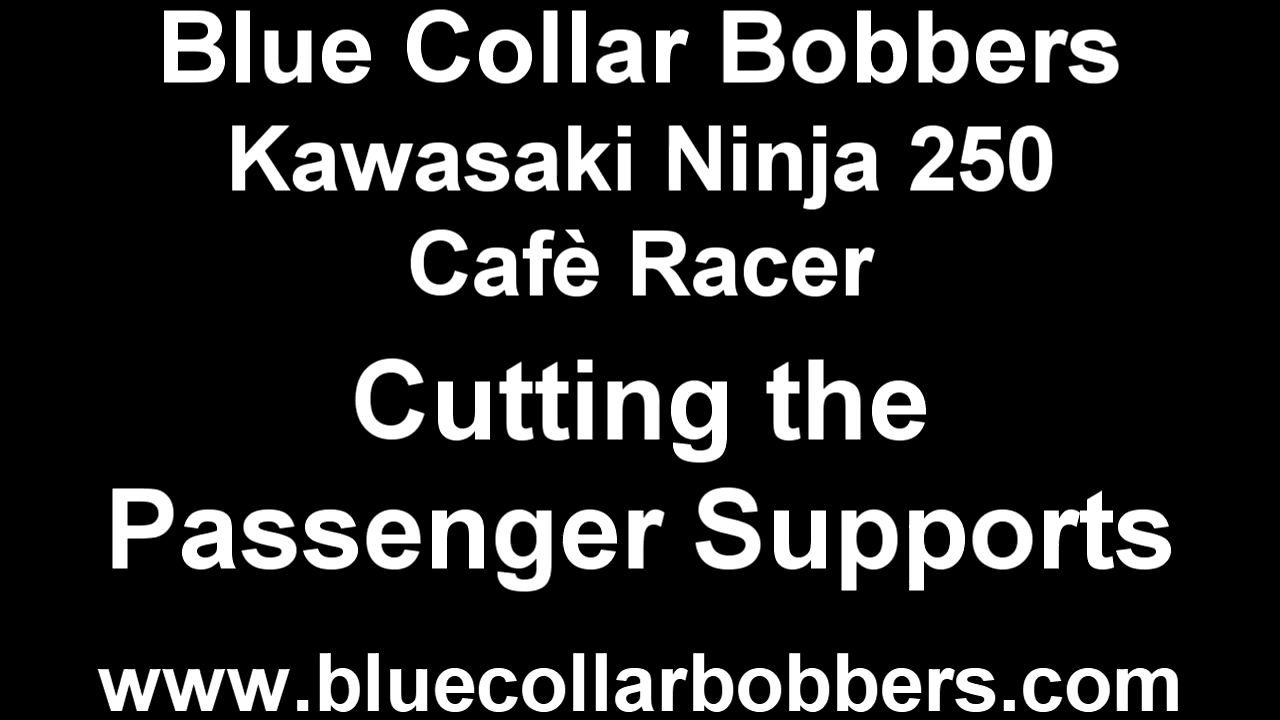 Blue Collar Bobbers
Kawasaki Ninja 250
Cafè Racer
Cutting the
Passenger Supports
www.bluecollarbobbers.com